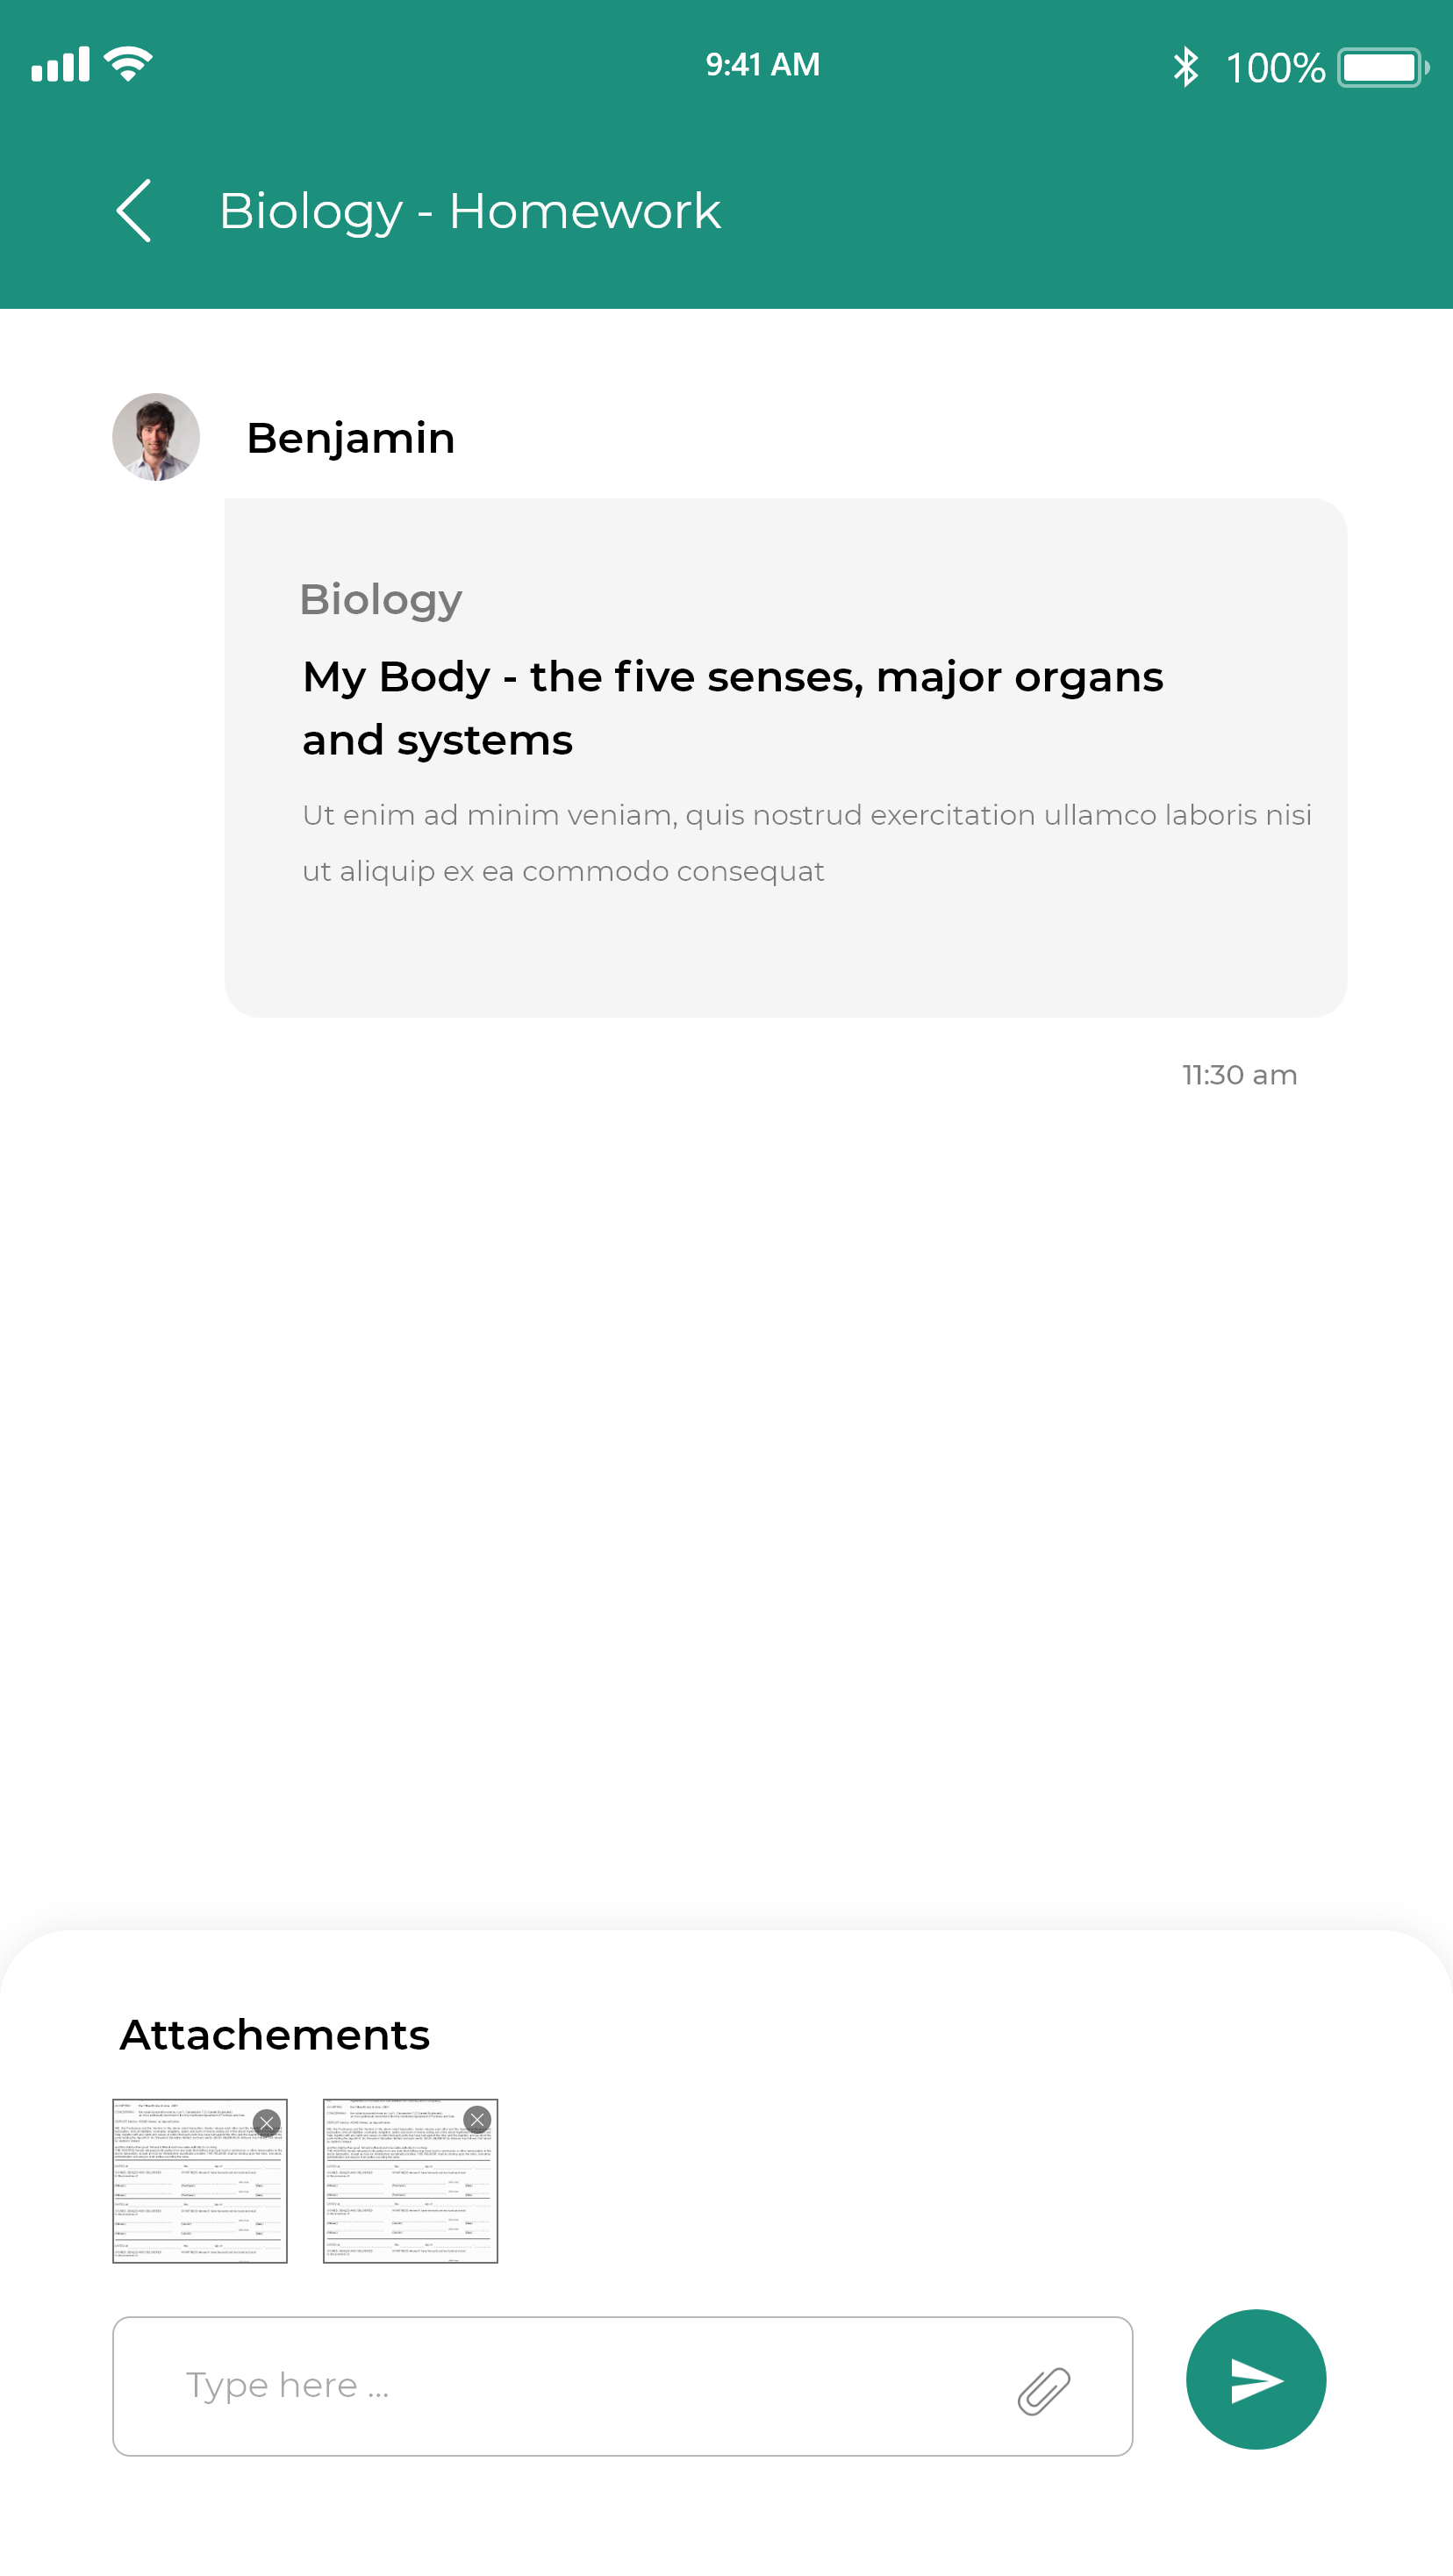 9:41 AM
100%
Biology - Homework
Benjamin
Biology
My Body - the five senses, major organs
and systems
Ut enim ad minim veniam, quis nostrud exercitation ullamco laboris nisi
ut aliquip ex ea commodo consequat
11:30 am
Attachements
Type here ...